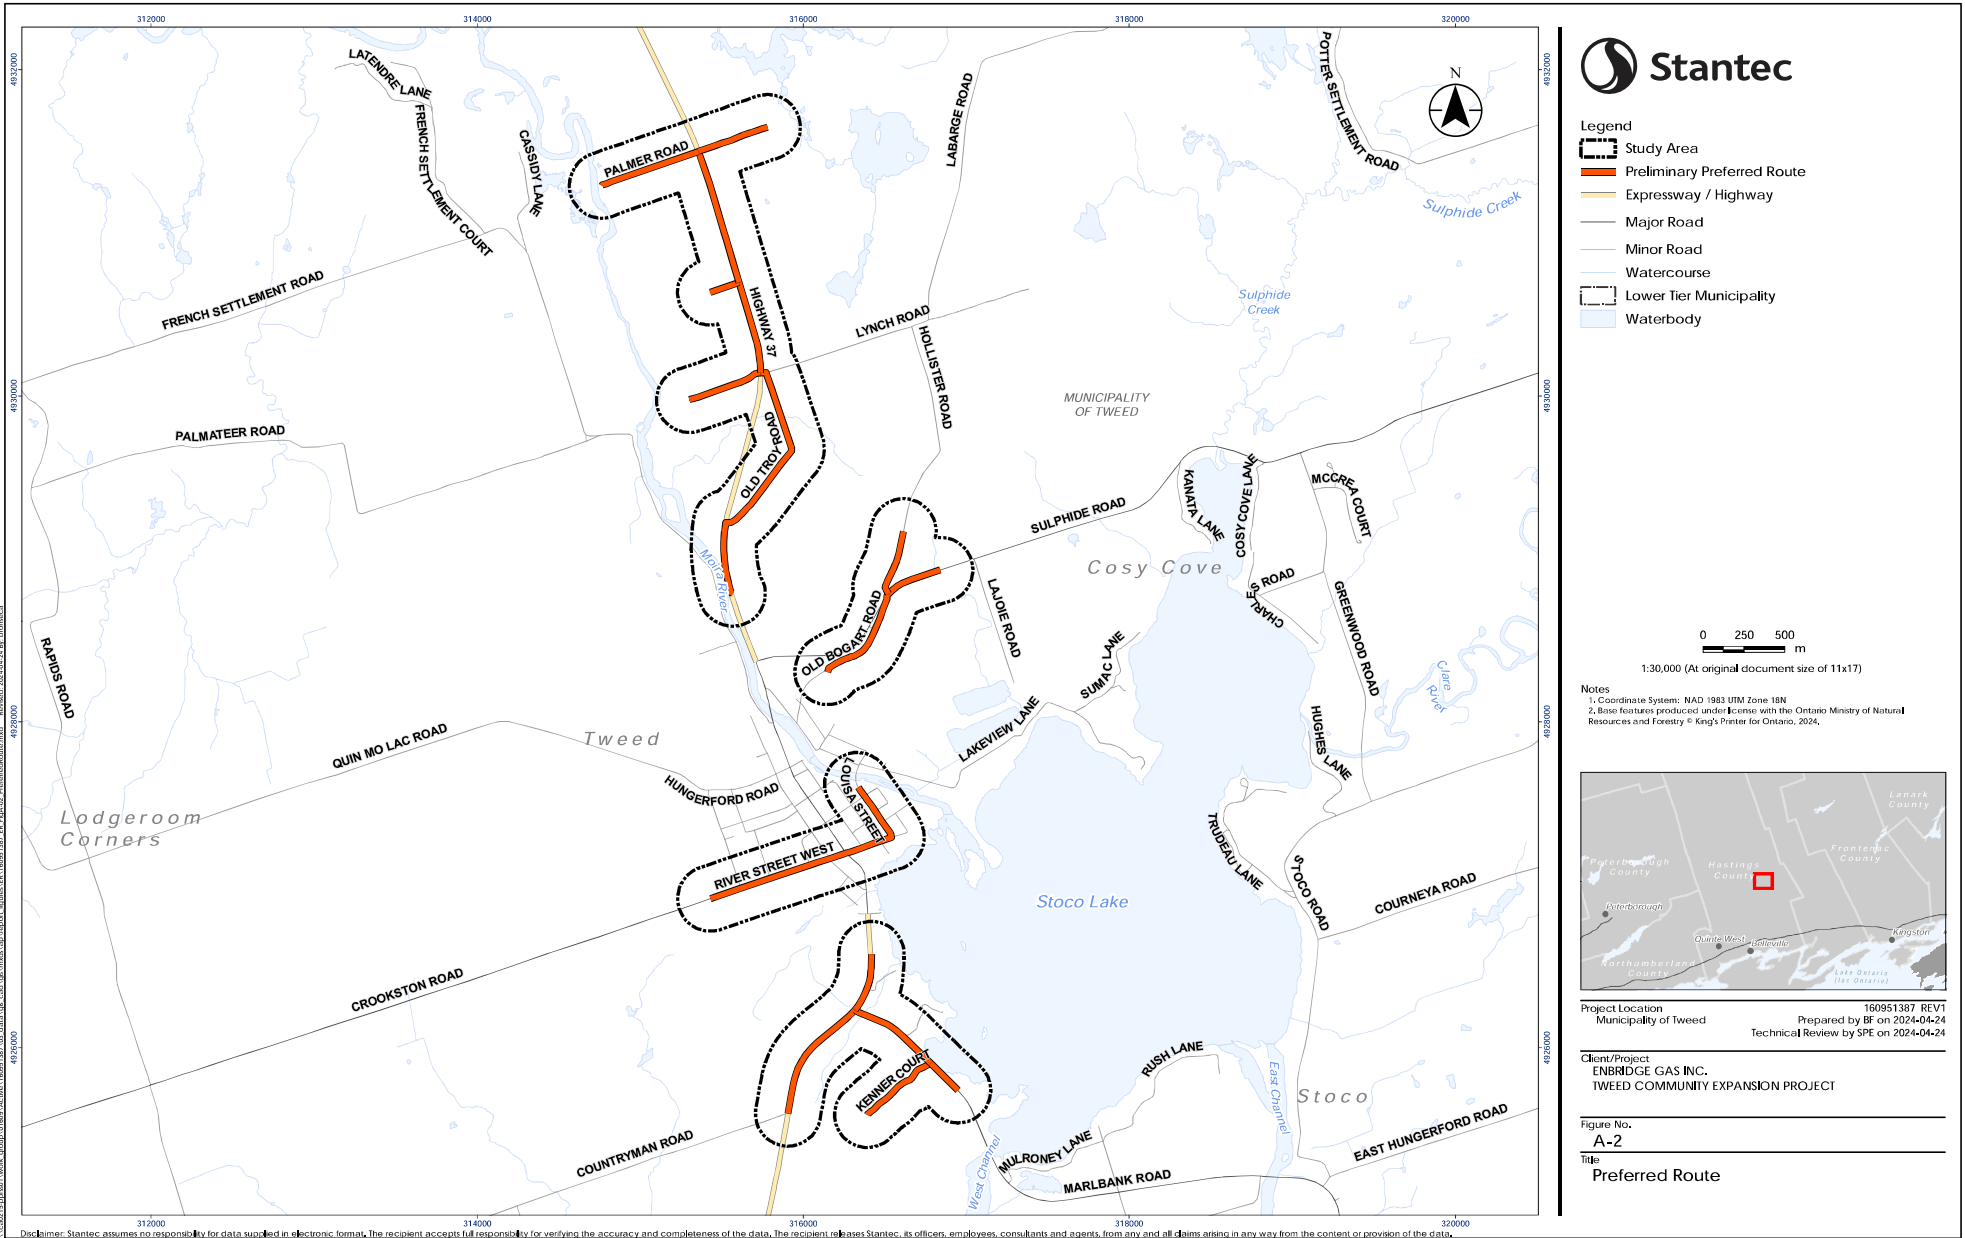 312000
314000
316000
318000
320000
4932000
4932000
4930000
4930000
4928000
4928000
4926000
4926000
LATENDRE LANE
FRENCH SETTLEMENT COURT
CASSIDY LANE
PALMER ROAD
LABARGE ROAD
POTTER SETTLEMENT ROAD
N
Sulphide Creek
FRENCH SETTLEMENT ROAD
HIGHWAY 37
LYNCH ROAD
Sulphide
Creek
HOLLISTER ROAD
MUNICIPALITY
OF TWEED
PALMATEER ROAD
OLD TROY ROAD
KANATA LANE
COSY COVE LANE
MCCREA COURT
SULPHIDE ROAD
Moira River
Cosy Cove
CHARLES ROAD
LAJOIE ROAD
OLD BOGART ROAD
GREENWOOD ROAD
RAPIDS ROAD
SUMAC LANE
Clare
River
LAKEVIEW LANE
HUGHES LANE
QUIN MO LAC ROAD
Tweed
HUNGERFORD ROAD
LOUISA STREET
Lodgeroom
Corners
TRUDEAU LANE
RIVER STREET WEST
S STOCO ROAD
COURNEYA ROAD
Stoco Lake
CROOKSTON ROAD
KENNER COURT
RUSH LANE
East Channel
Stoco
COUNTRYMAN ROAD
West Channel
MULRONEY LANE
MARLBANK ROAD
EAST HUNGERFORD ROAD
312000
314000
316000
318000
320000
Disclaimer: Stantec assumes no responsibility for data supplied in electronic format. The recipient accepts full responsibility for verifying the accuracy and completeness of the data. The recipient releases Stantec, its officers, employees, consultants and agents, from any and all claims arising in any way from the content or provision of the data.
Stantec
Legend
Study Area
Preliminary Preferred Route
Expressway / Highway
Major Road
Minor Road
Watercourse
Lower Tier Municipality
Waterbody
0 250 500
m
1:30,000 (At original document size of 11x17)
Notes
1. Coordinate System: NAD 1983 UTM Zone 18N
2. Base features produced under license with the Ontario Ministry of Natural
Resources and Forestry © King's Printer for Ontario, 2024.
Lanark
County
Peterborough
County
Hastings
County
Frontenac
County
Peterborough
Quinte West
Belleville
Kingston
Northumberland
County
Lake Ontario
(lac Ontario)
Project Location
160951387 REV1
Municipality of Tweed
Prepared by BF on 2024-04-24
Technical Review by SPE on 2024-04-24
Client/Project
ENBRIDGE GAS INC.
TWEED COMMUNITY EXPANSION PROJECT
Figure No.
A-2
Title
Preferred Route